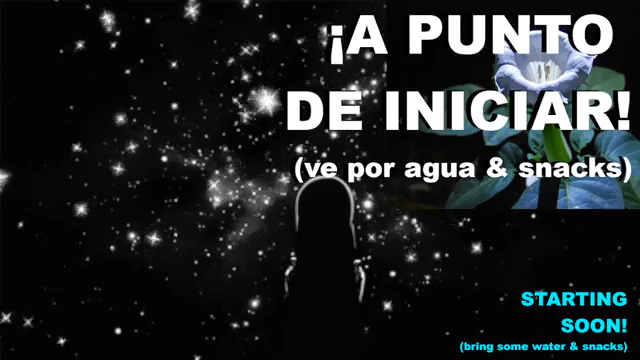 ¡A PUNTO
DE INICIAR!
(ve por agua & snacks)
STARTING
SOON!
(bring some water & snacks)